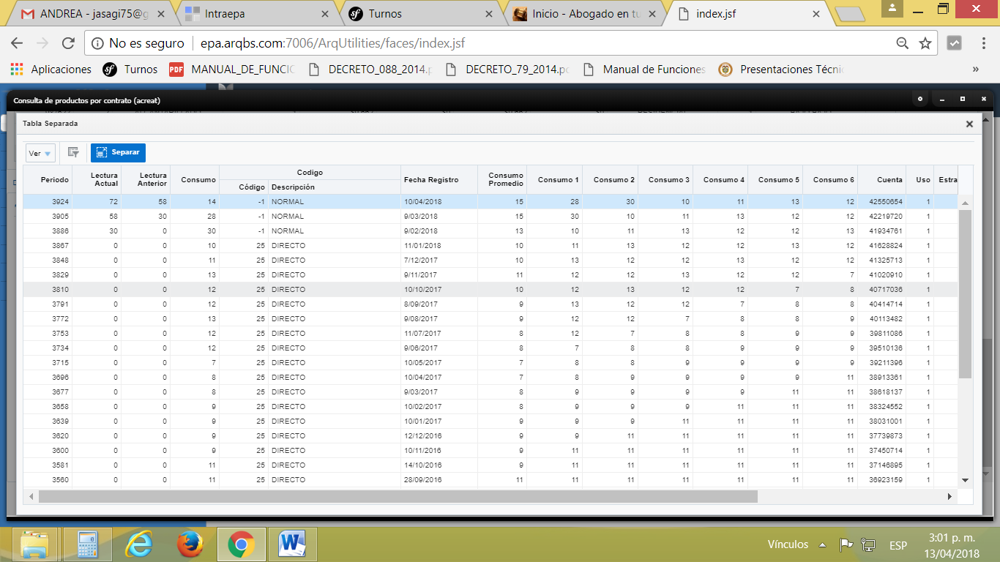 ANDREA - jasagi75@g
Intraepa
Turnos
Inicio - Abogado en tu
index.jsf
No es seguro epa.arqbs.com:7006/ArqUtilities/faces/index.jsf
Aplicaciones Turnos PDF MANUAL_DE_FUNCIO DECRETO_088_2014.p DECRETO_79_2014.pd Manual de Funciones Presentaciones Técnic »
Consulta de productos por contrato (acreat)
Tabla Separada
Ver Separar
Periodo Lectura Actual Lectura Anterior Consumo Codigo Código Descripción Fecha Registro Consumo Promedio Consumo 1 Consumo 2 Consumo 3 Consumo 4 Consumo 5 Consumo 6 Cuenta Uso Estra
3924 72 58 14 -1 NORMAL 10/04/2018 15 28 30 10 11 13 12 42550654 1
3905 58 30 28 -1 NORMAL 9/03/2018 15 30 10 11 13 12 12 42219720 1
3886 30 0 30 -1 NORMAL 9/02/2018 13 10 11 13 12 12 13 41934761 1
3867 0 0 10 25 DIRECTO 11/01/2018 10 11 13 12 12 13 12 41628824 1
3848 0 0 11 25 DIRECTO 7/12/2017 10 13 12 12 13 12 12 41325713 1
3829 0 0 13 25 DIRECTO 9/11/2017 11 12 12 13 12 12 7 41020910 1
3810 0 0 12 25 DIRECTO 10/10/2017 10 12 13 12 12 7 8 40717036 1
3791 0 0 12 25 DIRECTO 8/09/2017 9 13 12 12 7 8 8 40414714 1
3772 0 0 13 25 DIRECTO 9/08/2017 9 12 12 7 8 8 9 40113482 1
3753 0 0 12 25 DIRECTO 11/07/2017 8 12 7 8 8 9 9 39811086 1
3734 0 0 12 25 DIRECTO 9/06/2017 8 7 8 8 9 9 9 39510136 1
3715 0 0 7 25 DIRECTO 10/05/2017 7 8 8 9 9 9 9 39211396 1
3696 0 0 8 25 DIRECTO 10/04/2017 7 8 9 9 9 9 11 38913361 1
3677 0 0 8 25 DIRECTO 9/03/2017 8 9 9 9 9 11 11 38618137 1
3658 0 0 9 25 DIRECTO 10/02/2017 8 9 9 9 11 11 11 38324552 1
3639 0 0 9 25 DIRECTO 10/01/2017 9 9 9 11 11 11 11 38031001 1
3620 0 0 9 25 DIRECTO 12/12/2016 9 9 11 11 11 11 11 37739873 1
3600 0 0 9 25 DIRECTO 10/11/2016 9 11 11 11 11 11 11 37450714 1
3581 0 0 11 25 DIRECTO 14/10/2016 9 11 11 11 11 11 11 37146895 1
3560 0 0 11 25 DIRECTO 28/09/2016 11 11 11 11 11 11 11 36923159 1
Vínculos ESP 3:01 p. m.
13/04/2018